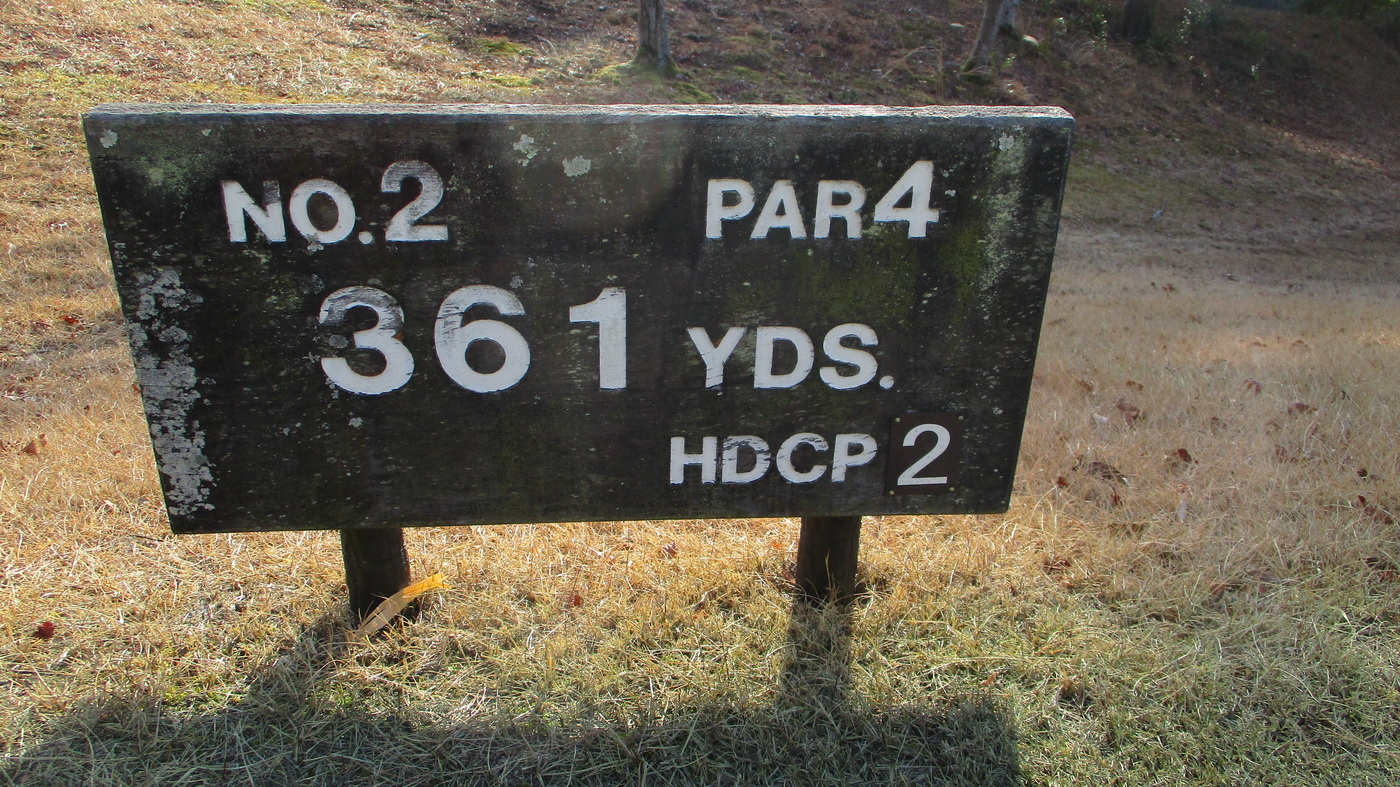 NO.2 PAR4
361 YDS.
HDCP 2